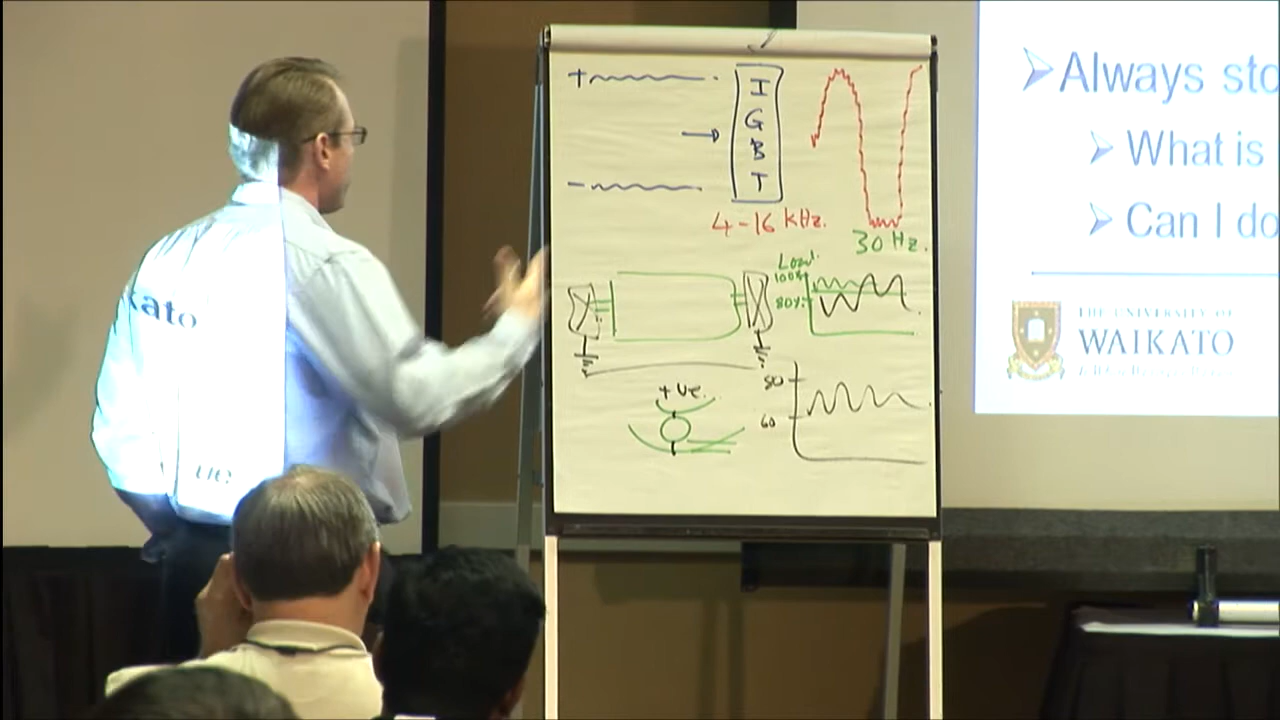 +
I
G
B
T
-
4-16 kHz.
30 Hz.
Load.
100%
80%
+ve.
80
60
Always sto
What is
Can I do
THE UNIVERSITY OF
WAIKATO
kato